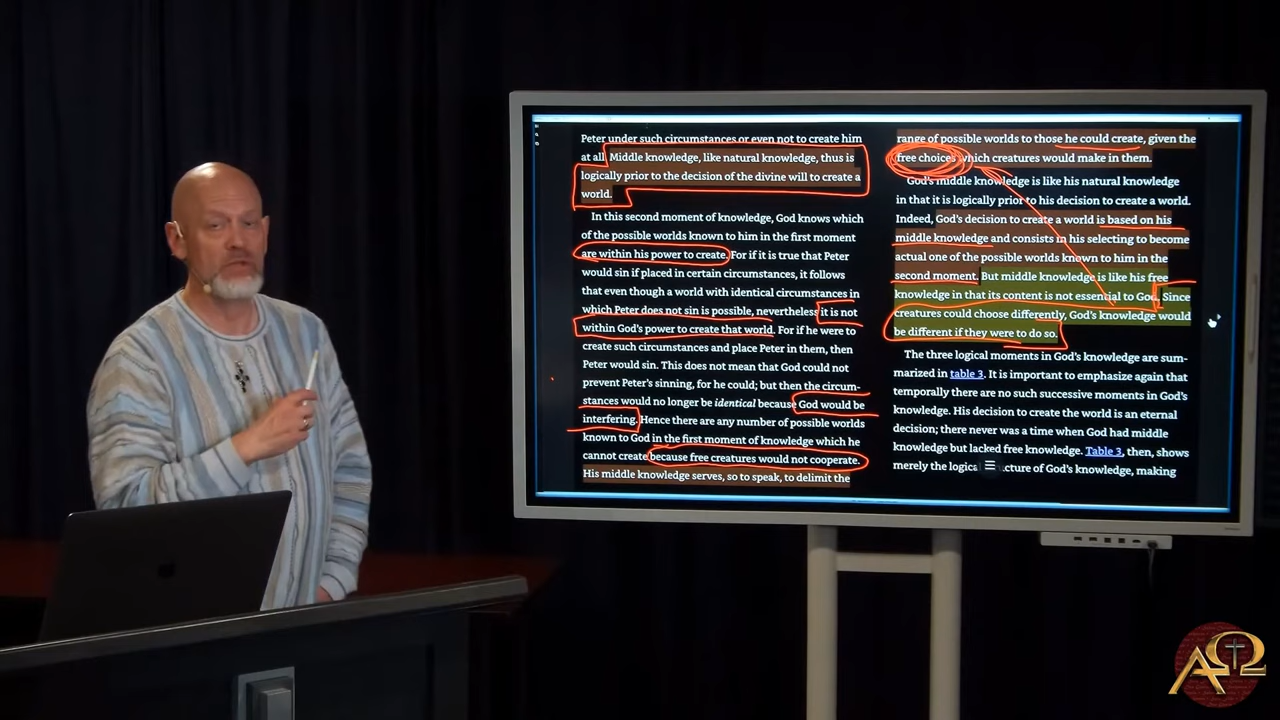 Peter under such circumstances or even not to create him
at all. Middle knowledge, like natural knowledge, thus is
logically prior to the decision of the divine will to create a
world.
In this second moment of knowledge, God knows which
of the possible worlds known to him in the first moment
are within his power to create. For if it is true that Peter
would sin if placed in certain circumstances, it follows
that even though a world with identical circumstances in
which Peter does not sin is possible, nevertheless it is not
within God's power to create that world. For if he were to
create such circumstances and place Peter in them, then
Peter would sin. This does not mean that God could not
prevent Peter's sinning, for he could; but then the circum-
stances would no longer be identical because God would be
interfering. Hence there are any number of possible worlds
known to God in the first moment of knowledge which he
cannot create because free creatures would not cooperate.
His middle knowledge serves, so to speak, to delimit the
range of possible worlds to those he could create, given the
free choices which creatures would make in them.
God's middle knowledge is like his natural knowledge
in that it is logically prior to his decision to create a world.
Indeed, God's decision to create a world is based on his
middle knowledge and consists in his selecting to become
actual one of the possible worlds known to him in the
second moment. But middle knowledge is like his free
knowledge in that its content is not essential to God. Since
creatures could choose differently, God's knowledge would
be different if they were to do so.
The three logical moments in God's knowledge are sum-
marized in table 3. It is important to emphasize again that
temporally there are no such successive moments in God's
knowledge. His decision to create the world is an eternal
decision; there never was a time when God had middle
knowledge but lacked free knowledge. Table 3, then, shows
merely the logica cture of God's knowledge, making
ΑΩ